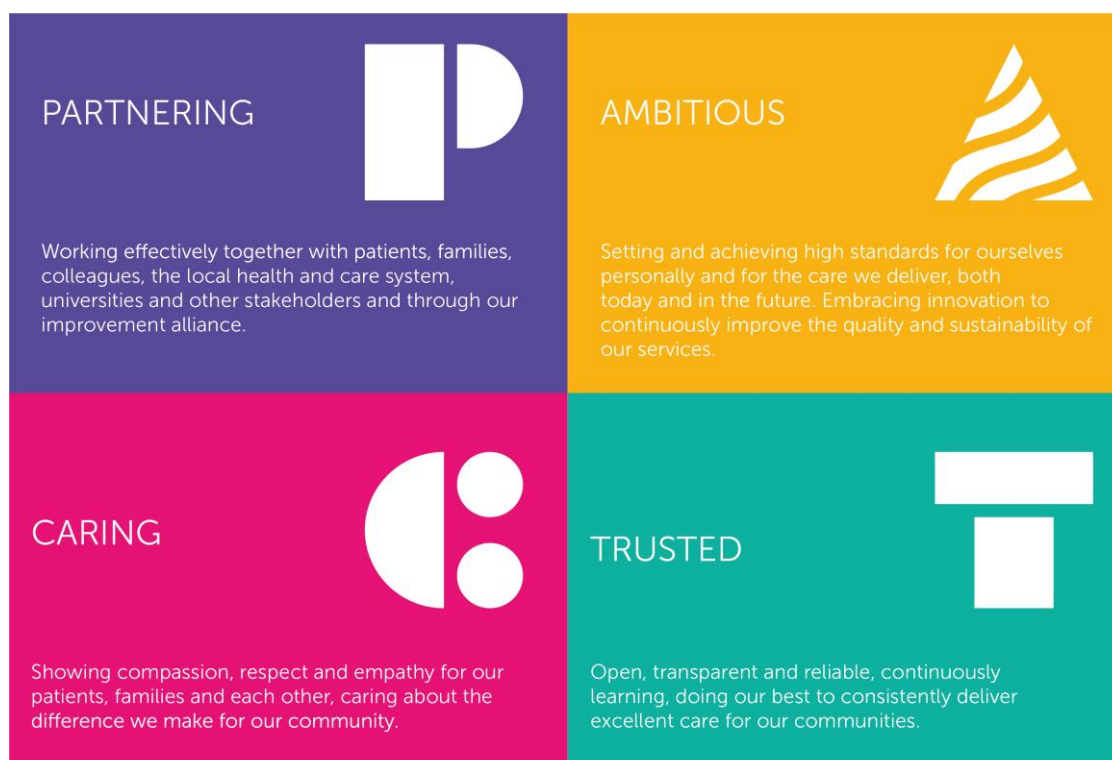 PARTNERING
P
Working effectively together with patients, families,
colleagues, the local health and care system,
universities and other stakeholders and through our
improvement alliance.
AMBITIOUS
A
Setting and achieving high standards for ourselves
personally and for the care we deliver, both
today and in the future. Embracing innovation to
continuously improve the quality and sustainability of
our services.
CARING
C
Showing compassion, respect and empathy for our
patients, families and each other, caring about the
difference we make for our community.
TRUSTED
T
Open, transparent and reliable, continuously
learning, doing our best to consistently deliver
excellent care for our communities.